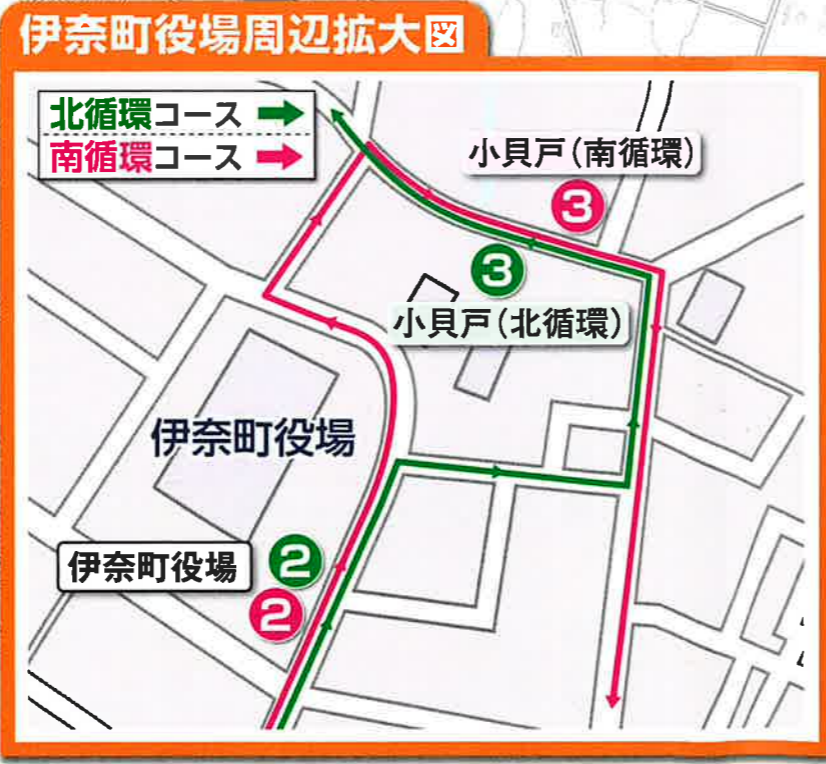 伊奈町役場周辺拡大図
北循環コース
南循環コース
小貝戸（南循環）
3
3
小貝戸（北循環）
伊奈町役場
伊奈町役場
2
2